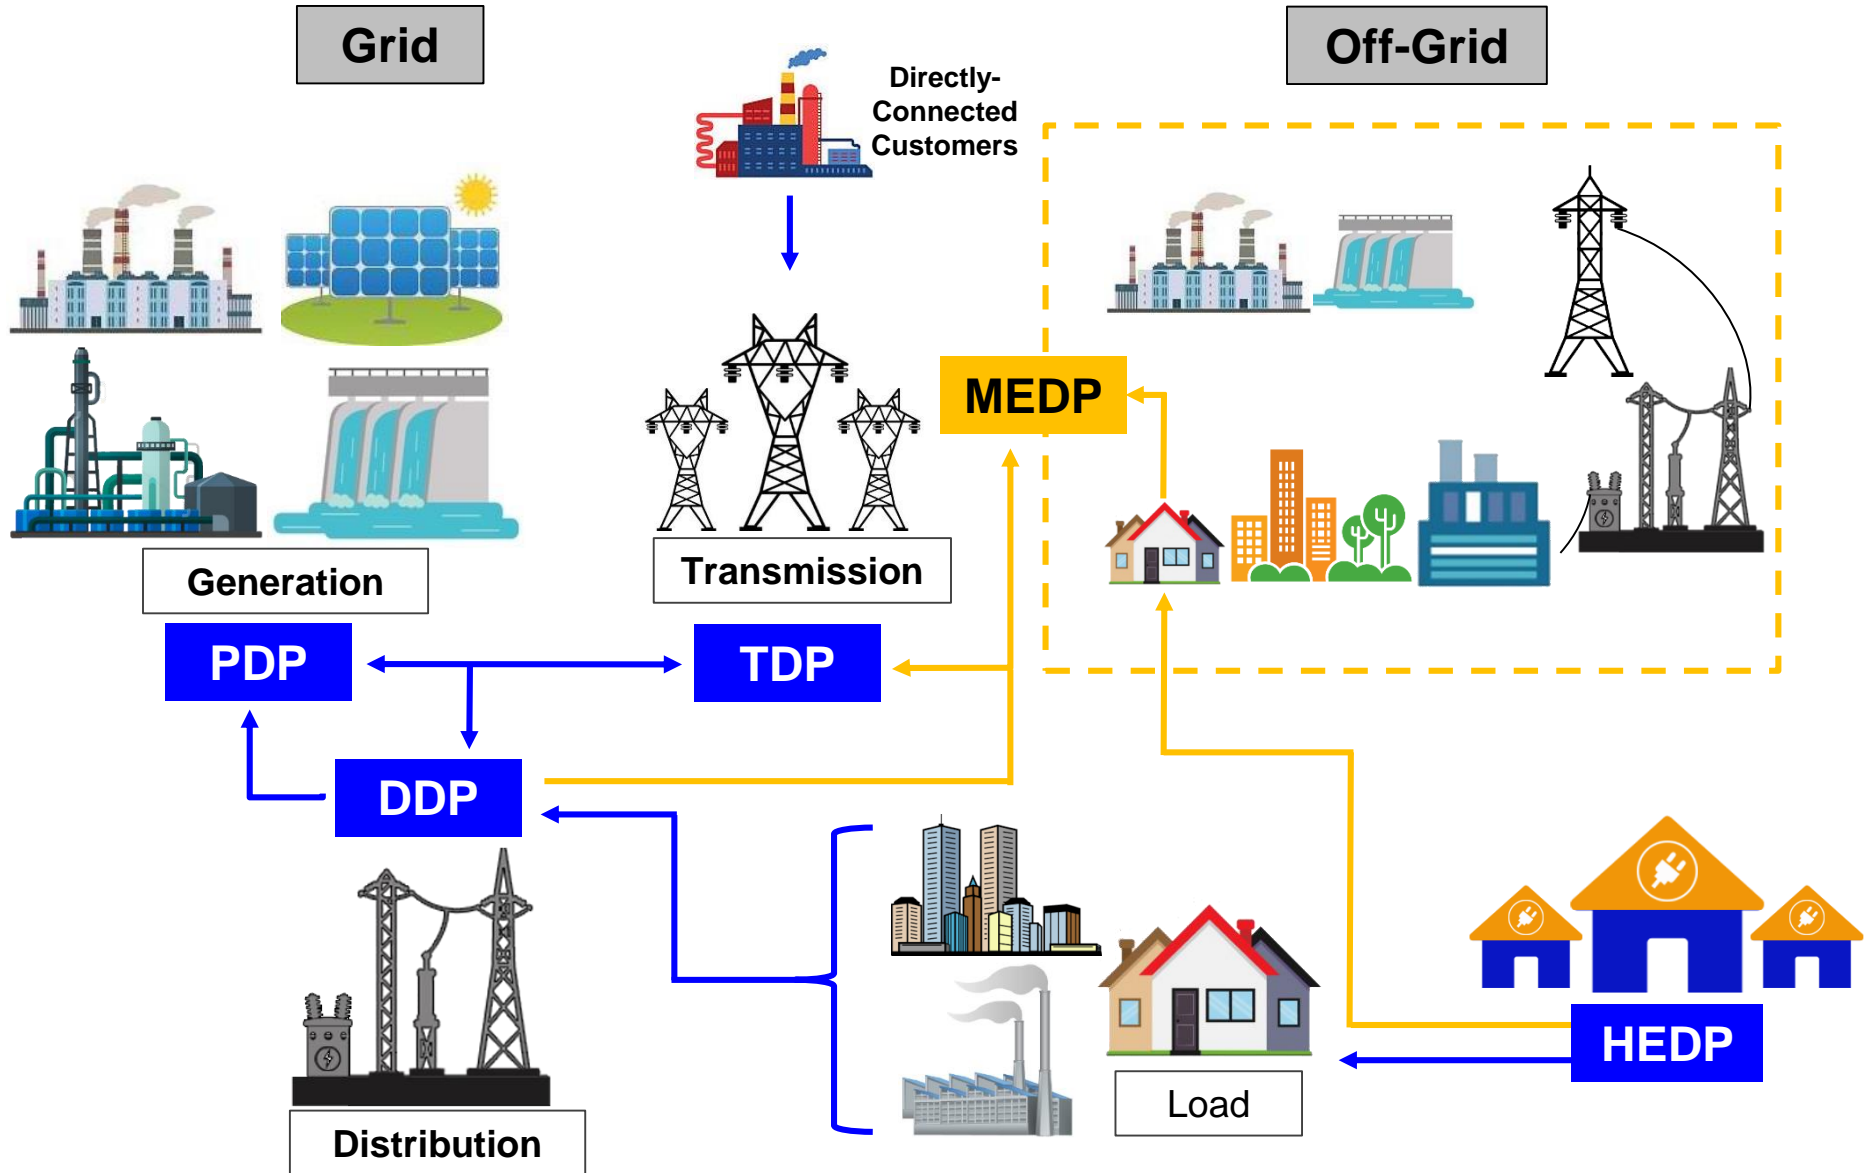 Grid
Off-Grid
Directly-
Connected
Customers
MEDP
Generation
Transmission
PDP
TDP
DDP
HEDP
Load
Distribution